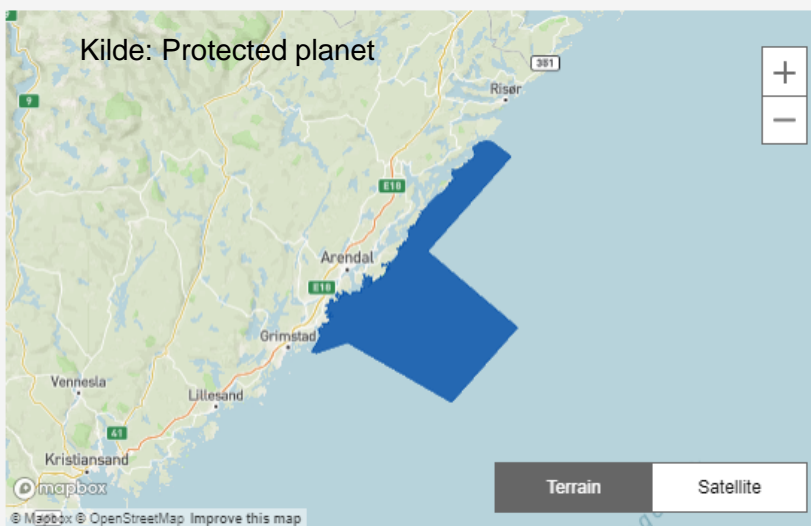 Kilde: Protected planet
381
+
9
Risør
−
E18
Arendal
E18
Grimstad
Vennesla
Lillesand
41
Kristiansand
mapbox
Terrain
Satellite
© Mapbox © OpenStreetMap Improve this map